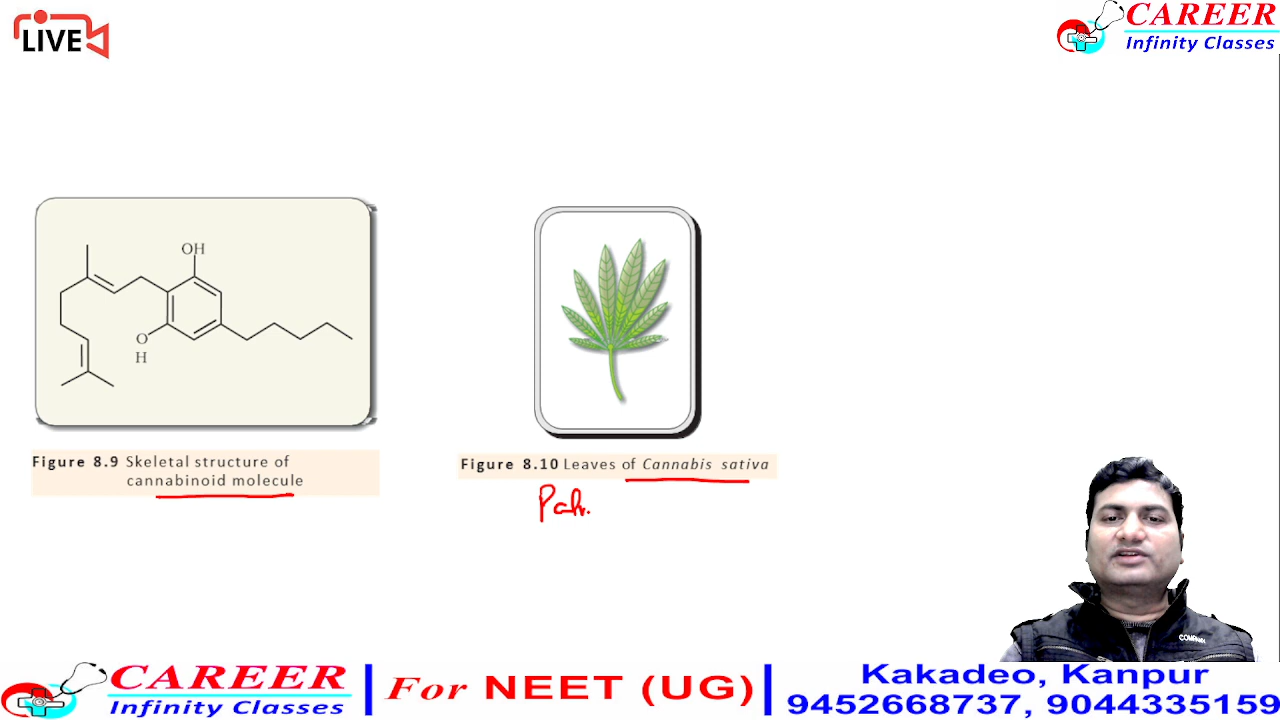 LIVE
CAREER
Infinity Classes
OH
O
H
Figure 8.9 Skeletal structure of
cannabinoid molecule
Figure 8.10 Leaves of Cannabis sativa
CAREER
Infinity Classes
For NEET (UG)
Kakadeo, Kanpur
9452668737, 9044335159